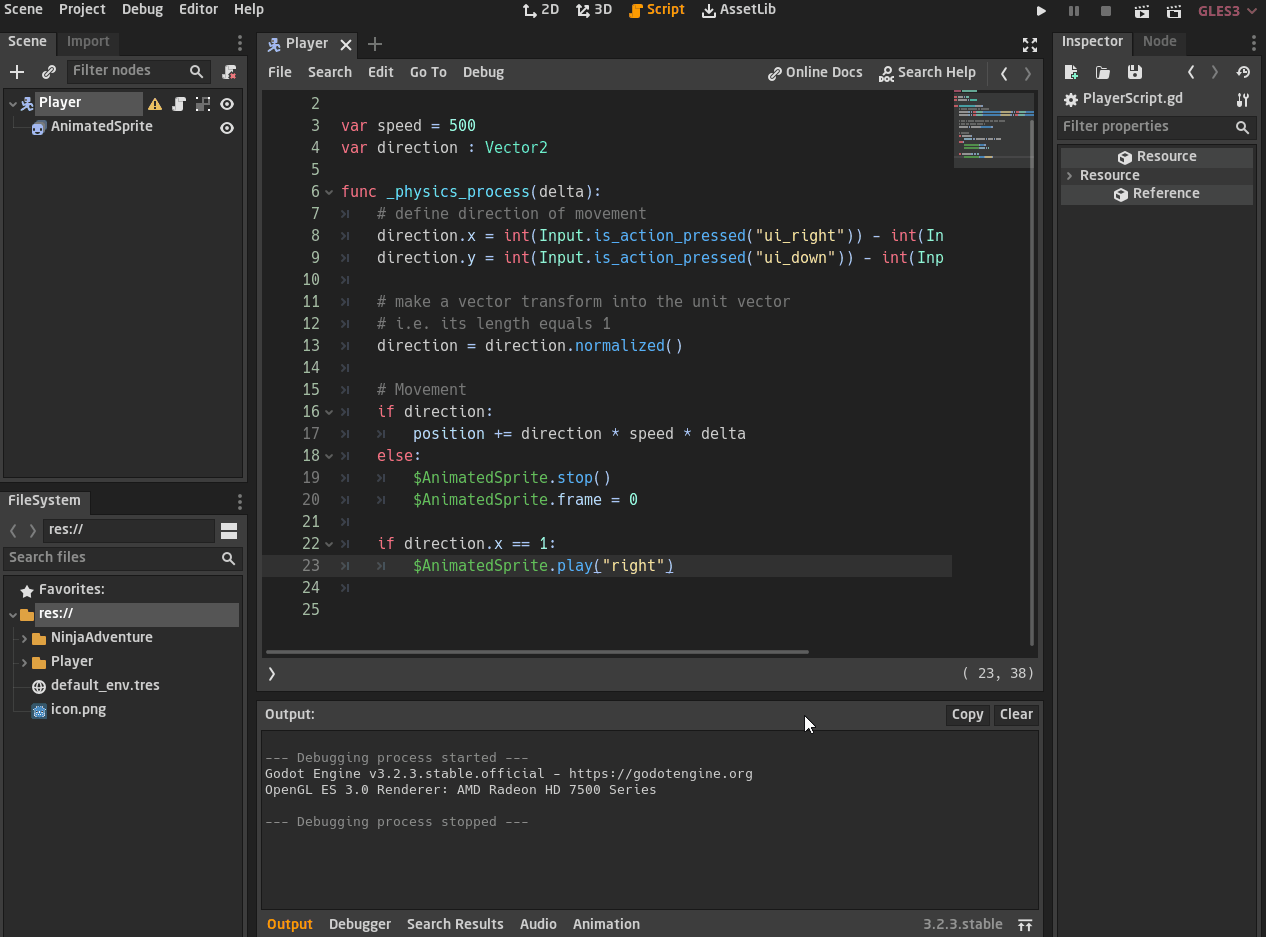 Scene Project Debug Editor Help 2D 3D Script AssetLib GLES3
Scene Import
Filter nodes
Player
AnimatedSprite
FileSystem
res://
Search files
Favorites:
res://
NinjaAdventure
Player
default_env.tres
icon.png
Player
File Search Edit Go To Debug Online Docs DOC Search Help
2
3 var speed = 500
4 var direction : Vector2
5
6 func _physics_process(delta):
7 # define direction of movement
8 direction.x = int(Input.is_action_pressed("ui_right")) - int(In
9 direction.y = int(Input.is_action_pressed("ui_down")) - int(Inp
10
11 # make a vector transform into the unit vector
12 # i.e. its length equals 1
13 direction = direction.normalized()
14
15 # Movement
16 if direction:
17 position += direction * speed * delta
18 else:
19 $AnimatedSprite.stop()
20 $AnimatedSprite.frame = 0
21
22 if direction.x == 1:
23 $AnimatedSprite.play("right")
24
25
( 23, 38)
Output: Copy Clear
--- Debugging process started ---
Godot Engine v3.2.3.stable.official - https://godotengine.org
OpenGL ES 3.0 Renderer: AMD Radeon HD 7500 Series
--- Debugging process stopped ---
Output Debugger Search Results Audio Animation 3.2.3.stable
Inspector Node
PlayerScript.gd
Filter properties
Resource
Resource
Reference